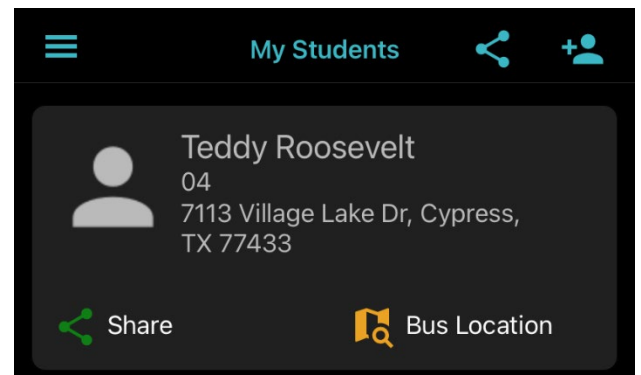 My Students
Teddy Roosevelt
04
7113 Village Lake Dr, Cypress,
TX 77433
Share
Bus Location